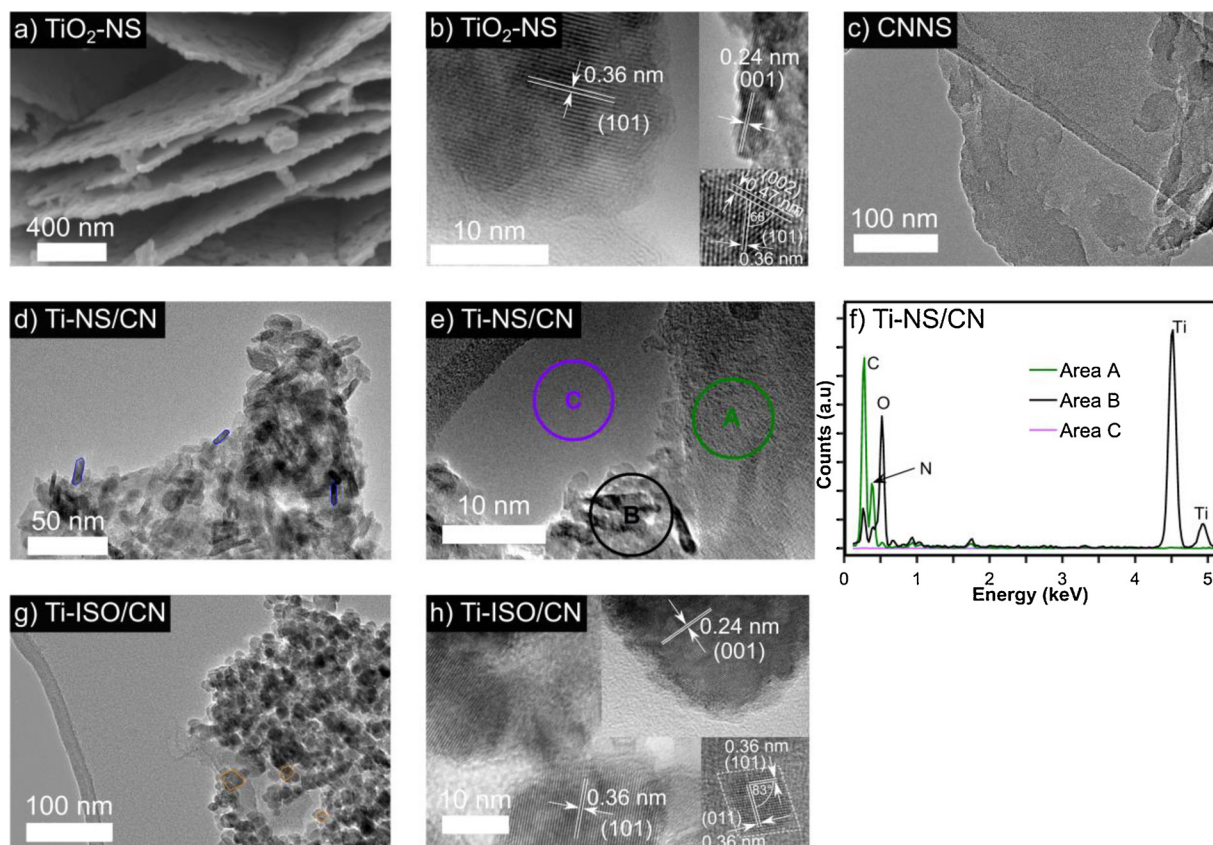 a) TiO₂-NS
400 nm
b) TiO₂-NS
0.36 nm
(101)
0.24 nm
(001)
(002)
0.47 nm
68°
(101)
0.36 nm
10 nm
c) CNNS
100 nm
d) Ti-NS/CN
50 nm
e) Ti-NS/CN
C
A
B
10 nm
f) Ti-NS/CN
C
O
N
Ti
Ti
Area A
Area B
Area C
Counts (a.u)
0 1 2 3 4 5
Energy (keV)
g) Ti-ISO/CN
100 nm
h) Ti-ISO/CN
0.24 nm
(001)
0.36 nm
(101)
10 nm
0.36 nm
(101)
83°
(011)
0.36 nm